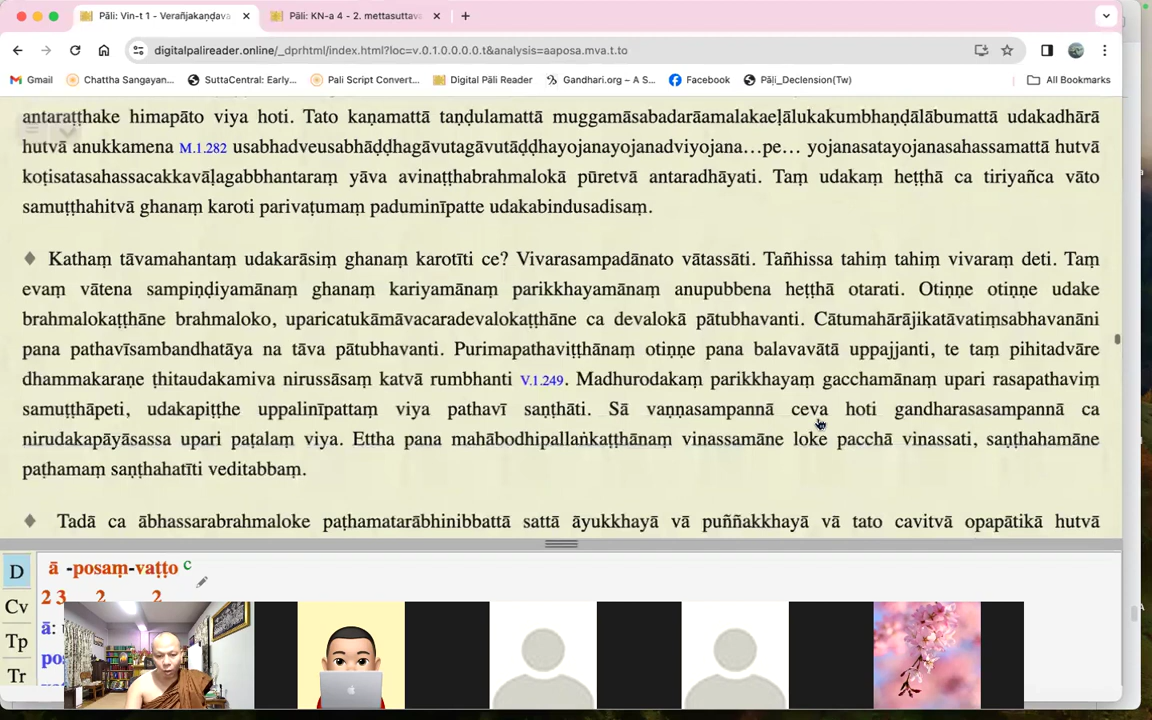 Pāli: Vin-t 1 - Verañjakaṇḍava
Pāli: KN-a 4 - 2. mettasuttava
digitalpalireader.online/_dprhtml/index.html?loc=v.0.1.0.0.0.0.t&analysis=aaposa.mva.t.to
Gmail
Chattha Sangayan...
SuttaCentral: Early...
Pali Script Convert...
Digital Pāli Reader
Gandhari.org – A S...
Facebook
Pāḷi_Declension(Tw)
All Bookmarks
antaraṭṭhake himapāto viya hoti. Tato kaṇamattā taṇḍulamattā muggamāsabadarāamalakaeḷālukakumbhaṇḍālābumattā udakadhārā
hutvā anukkamena M.1.282 usabhadveusabhāḍḍhagāvutagāvutāḍḍhayojanayojanadviyojana…pe… yojanasatayojanasahassamattā hutvā
koṭisatasahassacakkavāḷagabbhantaraṃ yāva avinaṭṭhabrahmalokā pūretvā antaradhāyati. Taṃ udakaṃ heṭṭhā ca tiriyañca vāto
samuṭṭhahitvā ghanaṃ karoti parivaṭumaṃ paduminīpatte udakabindusadisaṃ.
♦ Kathaṃ tāvamahantaṃ udakarāsiṃ ghanaṃ karotīti ce? Vivarasampadānato vātassāti. Tañhissa tahiṃ tahiṃ vivaraṃ deti. Taṃ
evaṃ vātena sampiṇḍiyamānaṃ ghanaṃ kariyamānaṃ parikkhayamānaṃ anupubbena heṭṭhā otarati. Otiṇṇe otiṇṇe udake
brahmalokaṭṭhāne brahmaloko, uparicatukāmāvacaradevalokaṭṭhāne ca devalokā pātubhavanti. Cātumahārājikatāvatiṃsabhavanāni
pana pathavīsambandhatāya na tāva pātubhavanti. Purimapathaviṭṭhānaṃ otiṇṇe pana balavavātā uppajjanti, te taṃ pihitadvāre
dhammakaraṇe ṭhitaudakamiva nirussāsaṃ katvā rumbhanti V.1.249. Madhurodakaṃ parikkhayaṃ gacchamānaṃ upari rasapathaviṃ
samuṭṭhāpeti, udakapiṭṭhe uppalinīpattaṃ viya pathavī saṇṭhāti. Sā vaṇṇasampannā ceva hoti gandharasasampannā ca
nirudakapāyāsassa upari paṭalaṃ viya. Ettha pana mahābodhipallaṅkaṭṭhānaṃ vinassamāne loke pacchā vinassati, saṇṭhahamāne
paṭhamaṃ saṇṭhahatīti veditabbaṃ.
♦ Tadā ca ābhassarabrahmaloke paṭhamatarābhinibbattā sattā āyukkhayā vā puññakkhayā vā tato cavitvā opapātikā hutvā
D
ā -posaṃ-vaṭṭo c
Cv
2 3 2 2
Tp
ā:
Tr